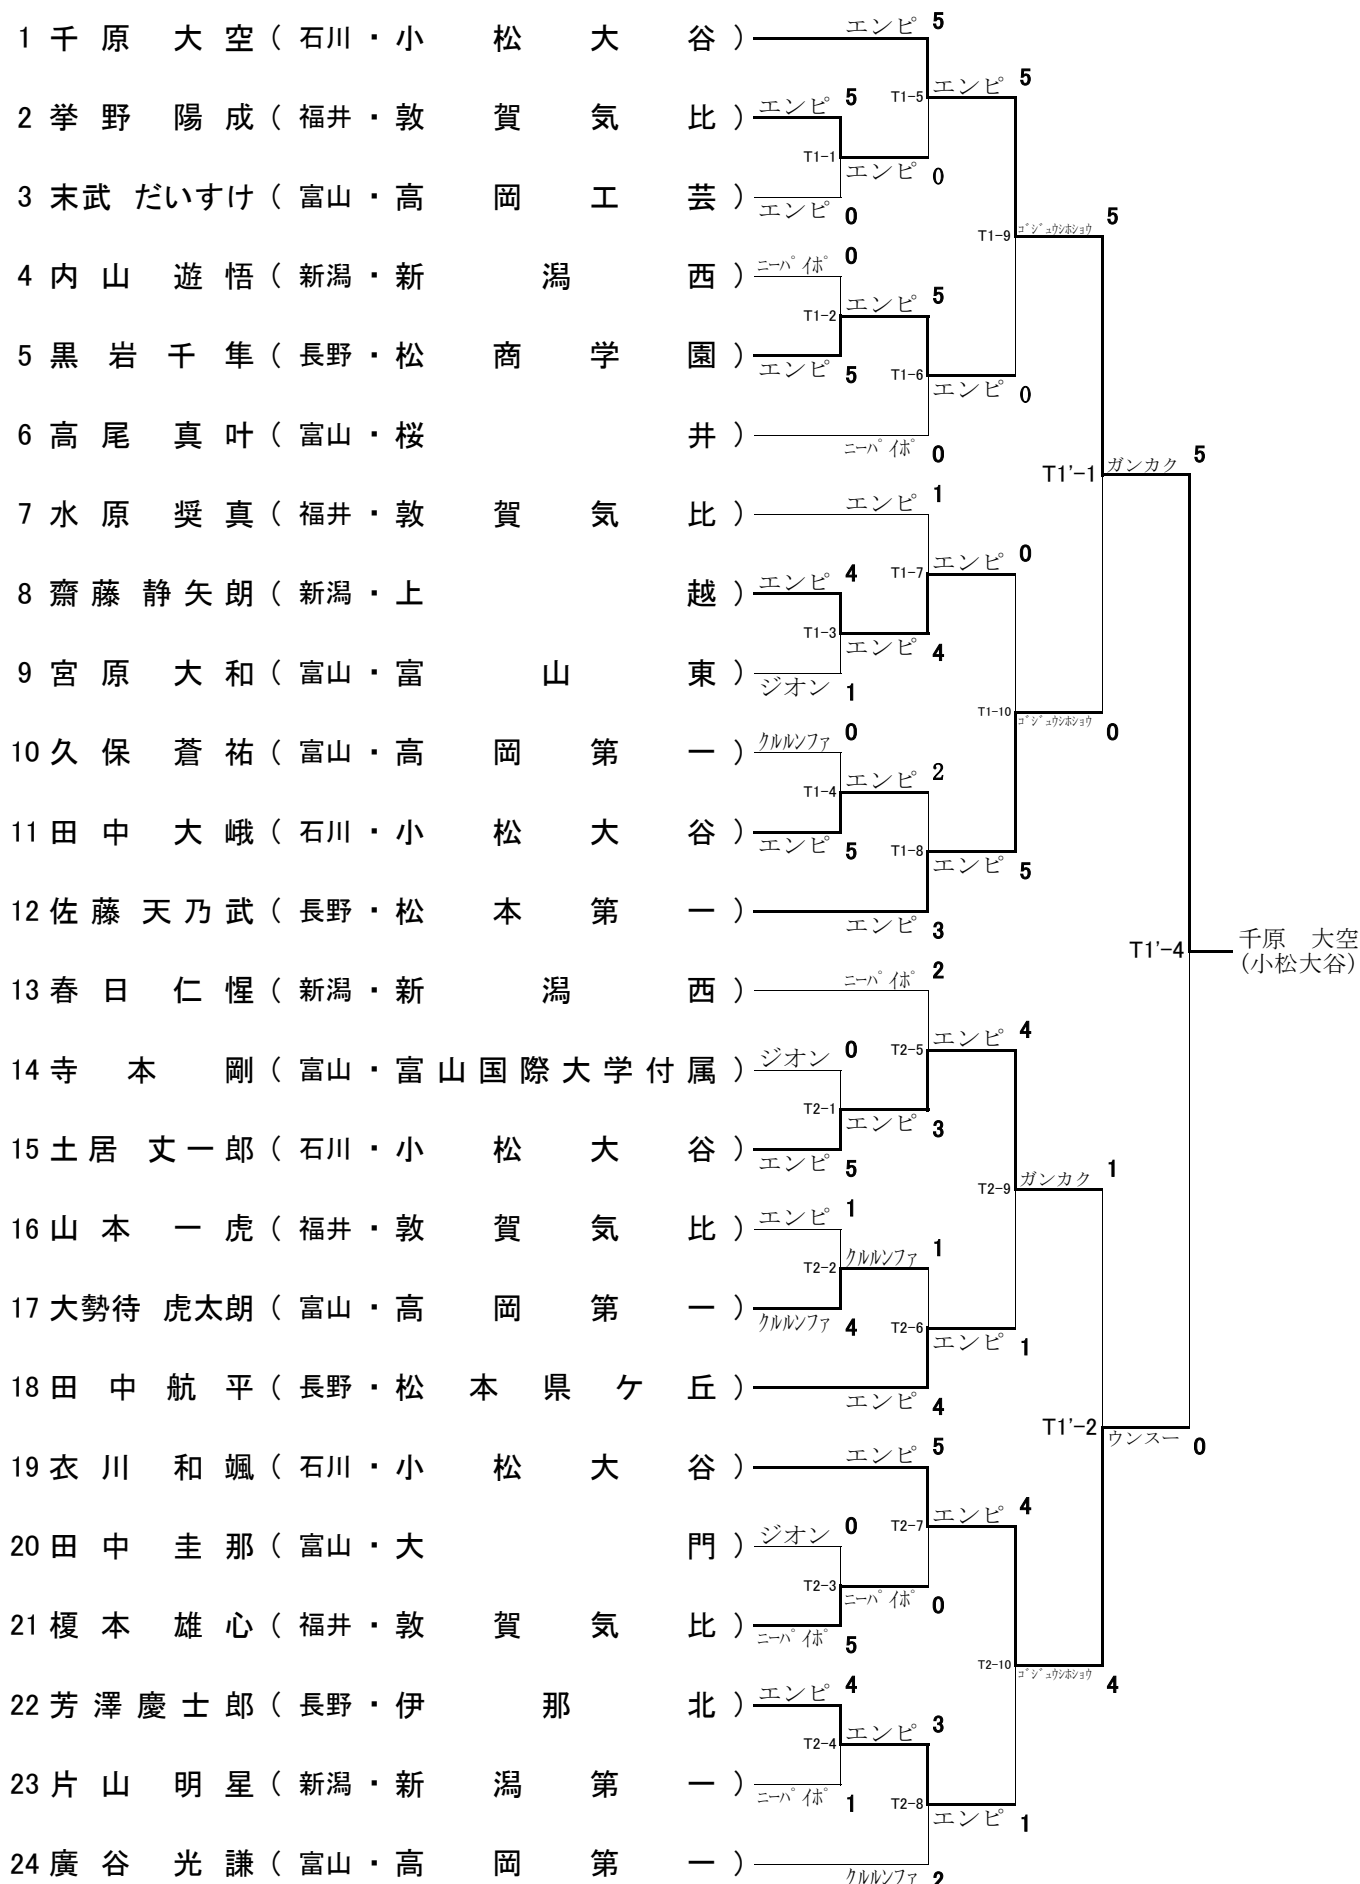 エンピ 5
1 千原 大空 ( 石川 ・ 小松大谷 )
T1-5 エンピ 5
2 挙野 陽成 ( 福井 ・ 敦賀気比 ) エンピ 5
T1-1 エンピ 0
3 末武 だいすけ ( 富山 ・ 高岡工芸 ) エンピ 0
T1-9 ゴジュウシホショウ 5
4 内山 遊悟 ( 新潟 ・ 新潟西 ) ニーパイポ 0
T1-2 エンピ 5
5 黒岩千隼 ( 長野 ・ 松商学園 ) エンピ 5
T1-6 エンピ 0
6 高尾 真叶 ( 富山 ・ 桜井 ) ニーパイポ 0
T1'-1 ガンカク 5
7 水原 奨真 ( 福井 ・ 敦賀気比 ) エンピ 1
T1-7 エンピ 0
8 齋藤静矢朗 ( 新潟 ・ 上越 ) エンピ 4
T1-3 エンピ 4
9 宮原 大和 ( 富山 ・ 富山東 ) ジオン 1
T1-10 ゴジュウシホショウ 0
10 久保 蒼祐 ( 富山 ・ 高岡第一 ) クルルンファ 0
T1-4 エンピ 2
11 田中 大峨 ( 石川 ・ 小松大谷 ) エンピ 5
T1-8 エンピ 5
12 佐藤天乃武 ( 長野 ・ 松本第一 ) エンピ 3
T1'-4 千原 大空
(小松大谷)
13 春日 仁惺 ( 新潟 ・ 新潟西 ) ニーパイポ 2
T2-5 エンピ 4
14 寺本 剛 ( 富山 ・ 富山国際大学付属 ) ジオン 0
T2-1 エンピ 3
15 土居 丈一郎 ( 石川 ・ 小松大谷 ) エンピ 5
T2-9 ガンカク 1
16 山本 一虎 ( 福井 ・ 敦賀気比 ) エンピ 1
T2-2 クルルンファ 1
17 大勢待 虎太朗 ( 富山 ・ 高岡第一 ) クルルンファ 4
T2-6 エンピ 1
18 田中航平 ( 長野 ・ 松本県ケ丘 ) エンピ 4
T1'-2 ウンスー 0
19 衣川 和颯 ( 石川 ・ 小松大谷 ) エンピ 5
T2-7 エンピ 4
20 田中 圭那 ( 富山 ・ 大門 ) ジオン 0
T2-3 ニーパイポ 0
21 榎本 雄心 ( 福井 ・ 敦賀気比 ) ニーパイポ 5
T2-10 ゴジュウシホショウ 4
22 芳澤慶士郎 ( 長野 ・ 伊那北 ) エンピ 4
T2-4 エンピ 3
23 片山 明星 ( 新潟 ・ 新潟第一 ) ニーパイポ 1
T2-8 エンピ 1
24 廣谷 光謙 ( 富山 ・ 高岡第一 ) クルルンファ 2